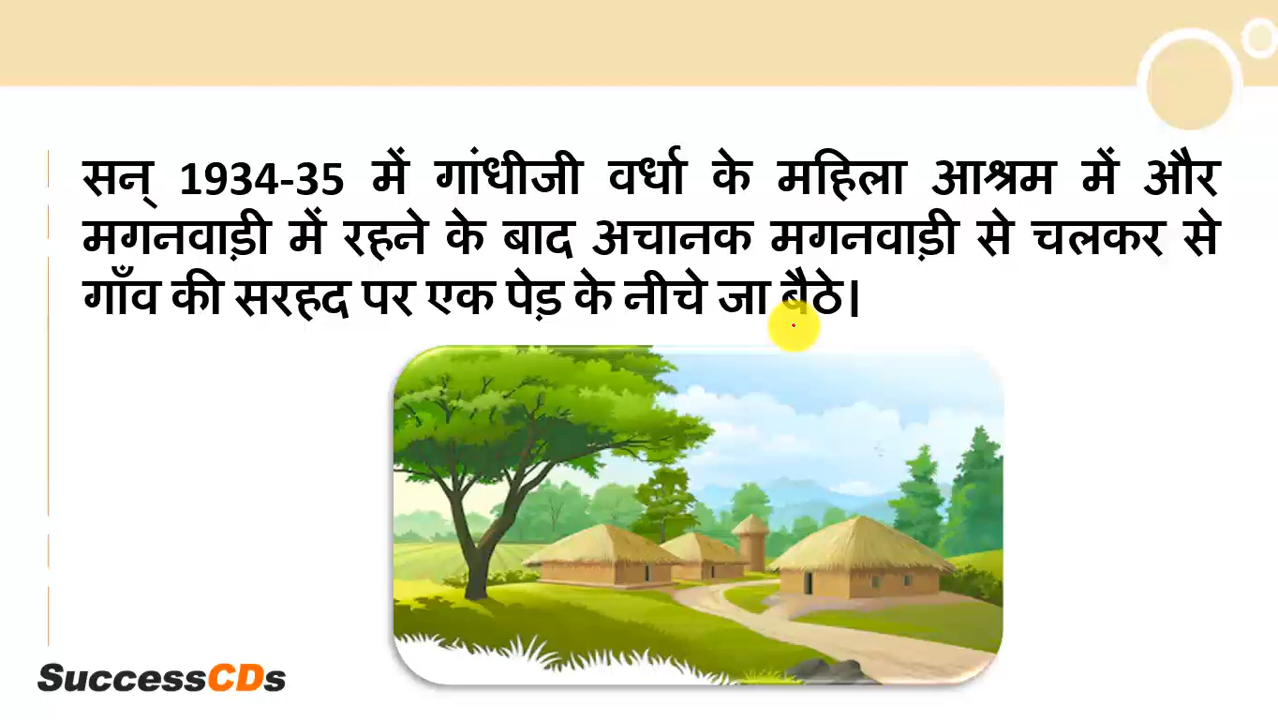 सन् 1934-35 में गांधीजी वर्धा के महिला आश्रम में और
मगनवाड़ी में रहने के बाद अचानक मगनवाड़ी से चलकर से
गाँव की सरहद पर एक पेड़ के नीचे जा बैठे।
SuccessCDs